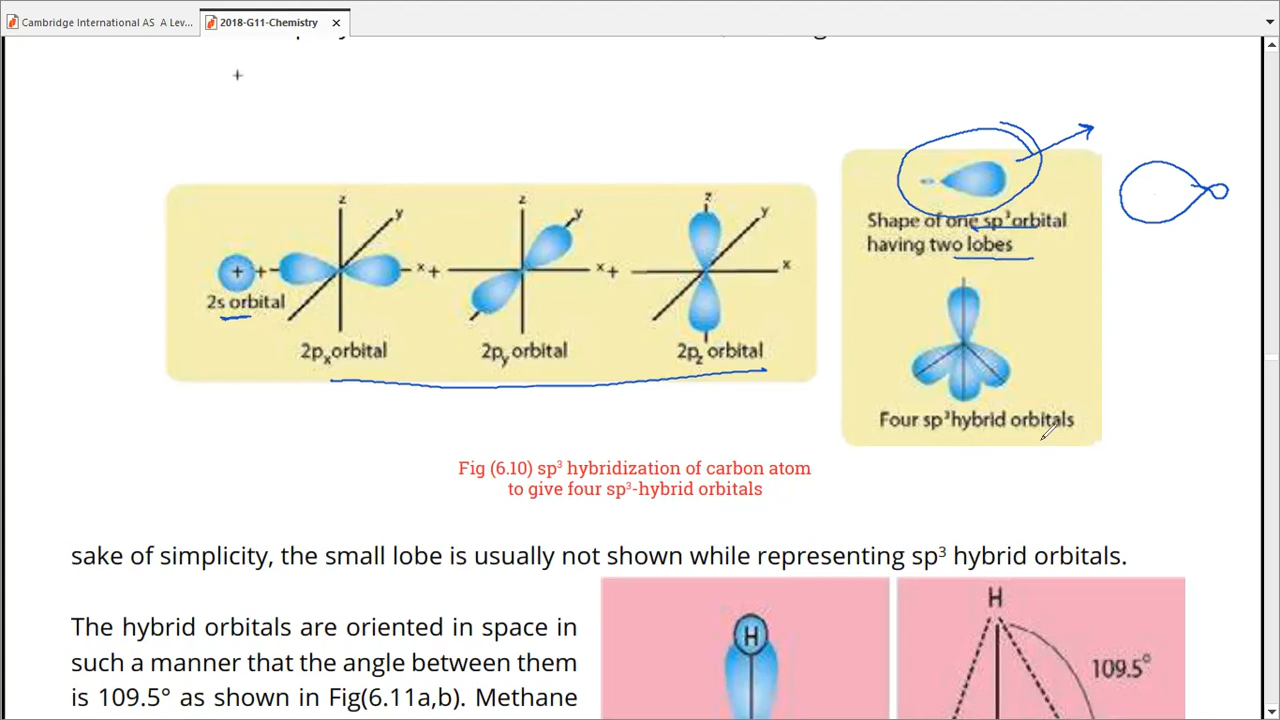 Cambridge International AS A Lev...
2018-G11-Chemistry
+
z
y
x
+
+
2s orbital
2pₓ orbital
z
y
x
+
2pᵧ orbital
z
y
x
+
2p_z orbital
Shape of one sp³ orbital
having two lobes
Four sp³ hybrid orbitals
Fig (6.10) sp³ hybridization of carbon atom
to give four sp³-hybrid orbitals
sake of simplicity, the small lobe is usually not shown while representing sp³ hybrid orbitals.
The hybrid orbitals are oriented in space in
such a manner that the angle between them
is 109.5° as shown in Fig(6.11a,b). Methane
H
H
109.5°